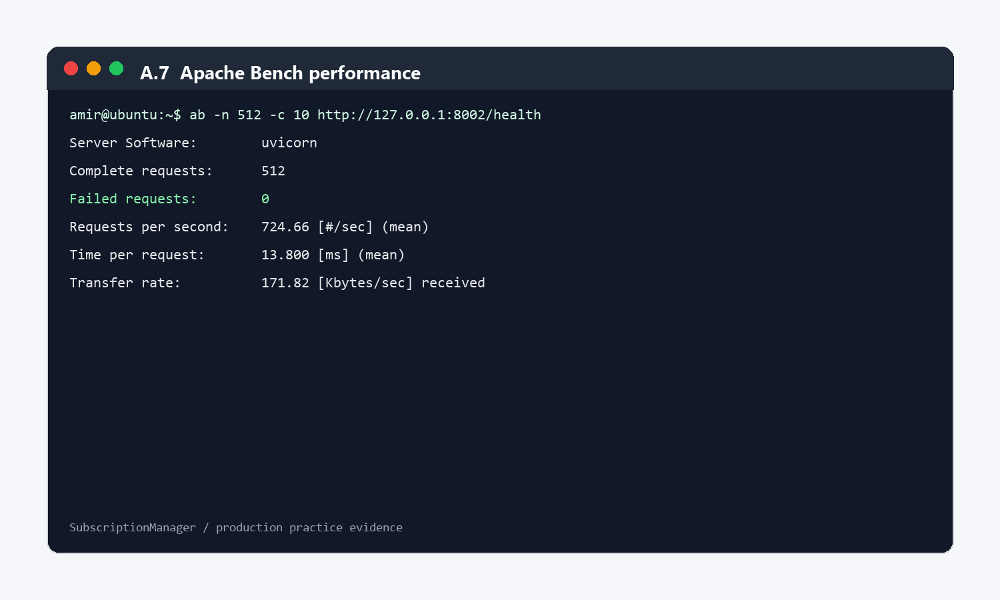 A.7  Apache Bench performance
amir@ubuntu:~$ ab -n 512 -c 10 http://127.0.0.1:8002/health
Server Software:        uvicorn
Complete requests:      512
Failed requests:        0
Requests per second:    724.66 [#/sec] (mean)
Time per request:       13.800 [ms] (mean)
Transfer rate:          171.82 [Kbytes/sec] received
SubscriptionManager / production practice evidence